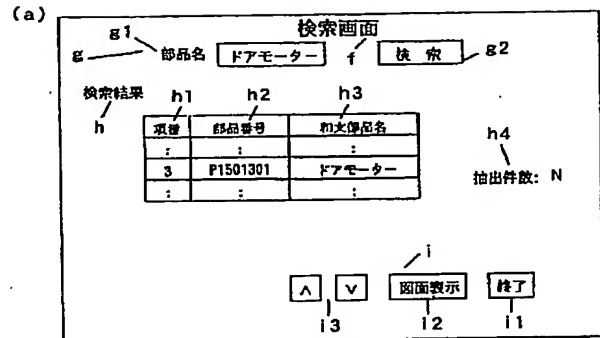 (a)
検索画面
g1
g
部品名
ドアモーター
f
検 索
g2
検索結果
h
h1
h2
h3
h4
項番 部品番号 和文部品名
: : :
3 P1501301 ドアモーター
: : :
抽出件数: N
i
∧ ∨ 図面表示 終了
i3 i2 i1